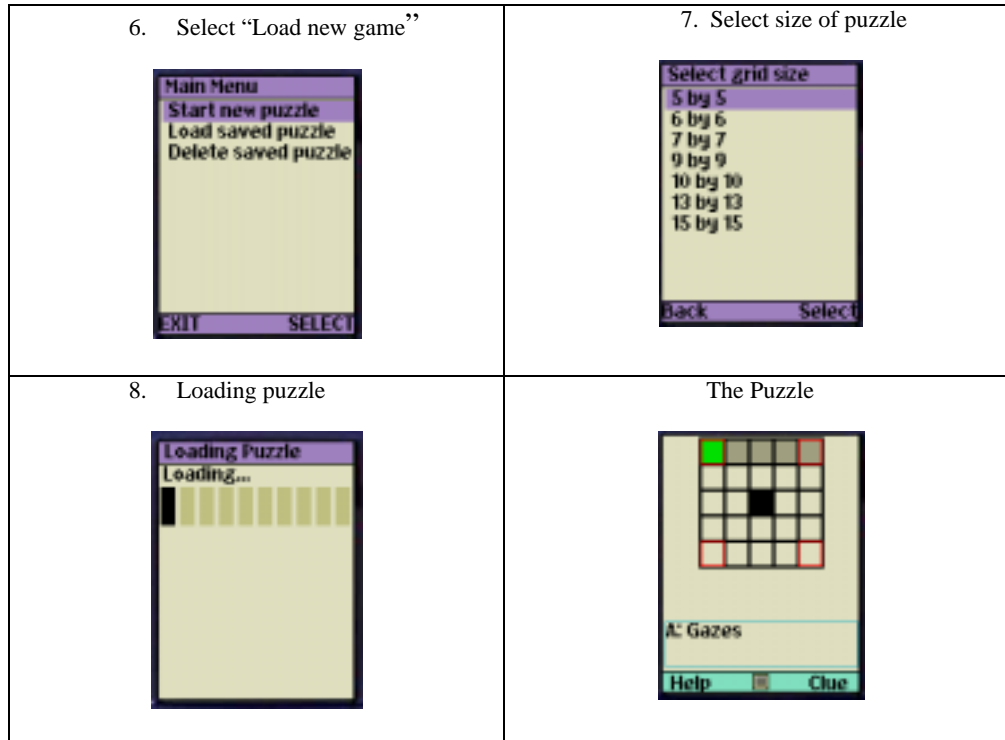 6. Select “Load new game”
Main Menu
Start new puzzle
Load saved puzzle
Delete saved puzzle
EXIT SELECT
7. Select size of puzzle
Select grid size
5 by 5
6 by 6
7 by 7
9 by 9
10 by 10
13 by 13
15 by 15
Back Select
8. Loading puzzle
Loading Puzzle
Loading...
The Puzzle
A: Gazes
Help Clue